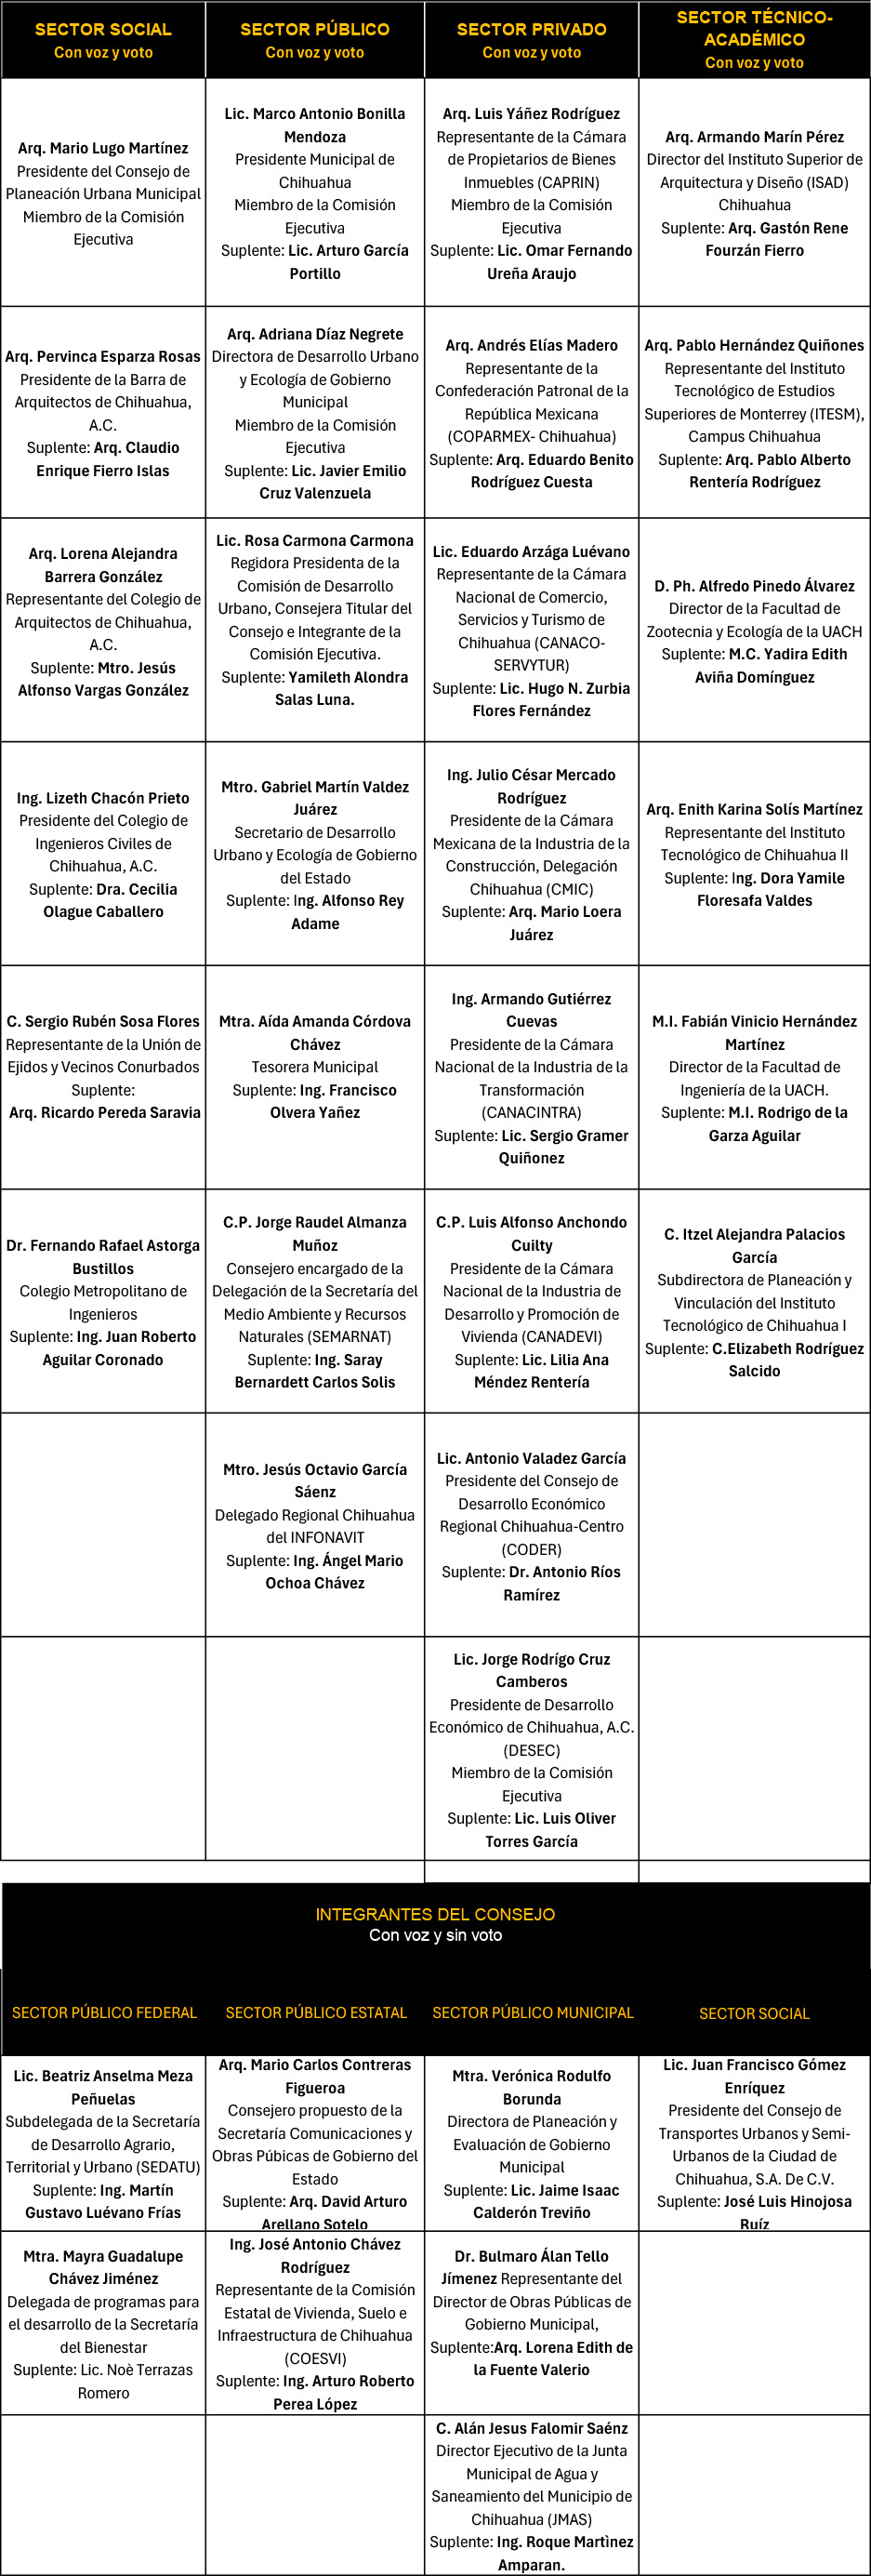 SECTOR SOCIAL
Con voz y voto
SECTOR PÚBLICO
Con voz y voto
SECTOR PRIVADO
Con voz y voto
SECTOR TÉCNICO-
ACADÉMICO
Con voz y voto
Arq. Mario Lugo Martínez
Presidente del Consejo de
Planeación Urbana Municipal
Miembro de la Comisión
Ejecutiva
Lic. Marco Antonio Bonilla
Mendoza
Presidente Municipal de
Chihuahua
Miembro de la Comisión
Ejecutiva
Suplente: Lic. Arturo García
Portillo
Arq. Luis Yáñez Rodríguez
Representante de la Cámara
de Propietarios de Bienes
Inmuebles (CAPRIN)
Miembro de la Comisión
Ejecutiva
Suplente: Lic. Omar Fernando
Ureña Araujo
Arq. Armando Marín Pérez
Director del Instituto Superior de
Arquitectura y Diseño (ISAD)
Chihuahua
Suplente: Arq. Gastón Rene
Fourzán Fierro
Arq. Pervinca Esparza Rosas
Presidente de la Barra de
Arquitectos de Chihuahua,
A.C.
Suplente: Arq. Claudio
Enrique Fierro Islas
Arq. Adriana Díaz Negrete
Directora de Desarrollo Urbano
y Ecología de Gobierno
Municipal
Miembro de la Comisión
Ejecutiva
Suplente: Lic. Javier Emilio
Cruz Valenzuela
Arq. Andrés Elías Madero
Representante de la
Confederación Patronal de la
República Mexicana
(COPARMEX- Chihuahua)
Suplente: Arq. Eduardo Benito
Rodríguez Cuesta
Arq. Pablo Hernández Quiñones
Representante del Instituto
Tecnológico de Estudios
Superiores de Monterrey (ITESM),
Campus Chihuahua
Suplente: Arq. Pablo Alberto
Rentería Rodríguez
Arq. Lorena Alejandra
Barrera González
Representante del Colegio de
Arquitectos de Chihuahua,
A.C.
Suplente: Mtro. Jesús
Alfonso Vargas González
Lic. Rosa Carmona Carmona
Regidora Presidenta de la
Comisión de Desarrollo
Urbano, Consejera Titular del
Consejo e Integrante de la
Comisión Ejecutiva.
Suplente: Yamileth Alondra
Salas Luna.
Lic. Eduardo Arzága Luévano
Representante de la Cámara
Nacional de Comercio,
Servicios y Turismo de
Chihuahua (CANACO-
SERVYTUR)
Suplente: Lic. Hugo N. Zurbia
Flores Fernández
D. Ph. Alfredo Pinedo Álvarez
Director de la Facultad de
Zootecnia y Ecología de la UACH
Suplente: M.C. Yadira Edith
Aviña Domínguez
Ing. Lizeth Chacón Prieto
Presidente del Colegio de
Ingenieros Civiles de
Chihuahua, A.C.
Suplente: Dra. Cecilia
Olague Caballero
Mtro. Gabriel Martín Valdez
Juárez
Secretario de Desarrollo
Urbano y Ecología de Gobierno
del Estado
Suplente: Ing. Alfonso Rey
Adame
Ing. Julio César Mercado
Rodríguez
Presidente de la Cámara
Mexicana de la Industria de la
Construcción, Delegación
Chihuahua (CMIC)
Suplente: Arq. Mario Loera
Juárez
Arq. Enith Karina Solís Martínez
Representante del Instituto
Tecnológico de Chihuahua II
Suplente: Ing. Dora Yamile
Floresafa Valdes
C. Sergio Rubén Sosa Flores
Representante de la Unión de
Ejidos y Vecinos Conurbados
Suplente:
Arq. Ricardo Pereda Saravia
Mtra. Aída Amanda Córdova
Chávez
Tesorera Municipal
Suplente: Ing. Francisco
Olvera Yañez
Ing. Armando Gutiérrez
Cuevas
Presidente de la Cámara
Nacional de la Industria de la
Transformación
(CANACINTRA)
Suplente: Lic. Sergio Gramer
Quiñonez
M.I. Fabián Vinicio Hernández
Martínez
Director de la Facultad de
Ingeniería de la UACH.
Suplente: M.I. Rodrigo de la
Garza Aguilar
Dr. Fernando Rafael Astorga
Bustillos
Colegio Metropolitano de
Ingenieros
Suplente: Ing. Juan Roberto
Aguilar Coronado
C.P. Jorge Raudel Almanza
Muñoz
Consejero encargado de la
Delegación de la Secretaría del
Medio Ambiente y Recursos
Naturales (SEMARNAT)
Suplente: Ing. Saray
Bernardett Carlos Solis
C.P. Luis Alfonso Anchondo
Cuilty
Presidente de la Cámara
Nacional de la Industria de
Desarrollo y Promoción de
Vivienda (CANADEVI)
Suplente: Lic. Lilia Ana
Méndez Rentería
C. Itzel Alejandra Palacios
García
Subdirectora de Planeación y
Vinculación del Instituto
Tecnológico de Chihuahua I
Suplente: C.Elizabeth Rodríguez
Salcido
Mtro. Jesús Octavio García
Sáenz
Delegado Regional Chihuahua
del INFONAVIT
Suplente: Ing. Ángel Mario
Ochoa Chávez
Lic. Antonio Valadez García
Presidente del Consejo de
Desarrollo Económico
Regional Chihuahua-Centro
(CODER)
Suplente: Dr. Antonio Ríos
Ramírez
Lic. Jorge Rodrígo Cruz
Camberos
Presidente de Desarrollo
Económico de Chihuahua, A.C.
(DESEC)
Miembro de la Comisión
Ejecutiva
Suplente: Lic. Luis Oliver
Torres García
INTEGRANTES DEL CONSEJO
Con voz y sin voto
SECTOR PÚBLICO FEDERAL
SECTOR PÚBLICO ESTATAL
SECTOR PÚBLICO MUNICIPAL
SECTOR SOCIAL
Lic. Beatriz Anselma Meza
Peñuelas
Subdelegada de la Secretaría
de Desarrollo Agrario,
Territorial y Urbano (SEDATU)
Suplente: Ing. Martín
Gustavo Luévano Frías
Arq. Mario Carlos Contreras
Figueroa
Consejero propuesto de la
Secretaría Comunicaciones y
Obras Púbicas de Gobierno del
Estado
Suplente: Arq. David Arturo
Arellano Sotelo
Mtra. Verónica Rodulfo
Borunda
Directora de Planeación y
Evaluación de Gobierno
Municipal
Suplente: Lic. Jaime Isaac
Calderón Treviño
Lic. Juan Francisco Gómez
Enríquez
Presidente del Consejo de
Transportes Urbanos y Semi-
Urbanos de la Ciudad de
Chihuahua, S.A. De C.V.
Suplente: José Luis Hinojosa
Ruíz
Mtra. Mayra Guadalupe
Chávez Jiménez
Delegada de programas para
el desarrollo de la Secretaría
del Bienestar
Suplente: Lic. Noè Terrazas
Romero
Ing. José Antonio Chávez
Rodríguez
Representante de la Comisión
Estatal de Vivienda, Suelo e
Infraestructura de Chihuahua
(COESVI)
Suplente: Ing. Arturo Roberto
Perea López
Dr. Bulmaro Álan Tello
Jímenez Representante del
Director de Obras Públicas de
Gobierno Municipal,
Suplente:Arq. Lorena Edith de
la Fuente Valerio
C. Alán Jesus Falomir Saénz
Director Ejecutivo de la Junta
Municipal de Agua y
Saneamiento del Municipio de
Chihuahua (JMAS)
Suplente: Ing. Roque Martìnez
Amparan.